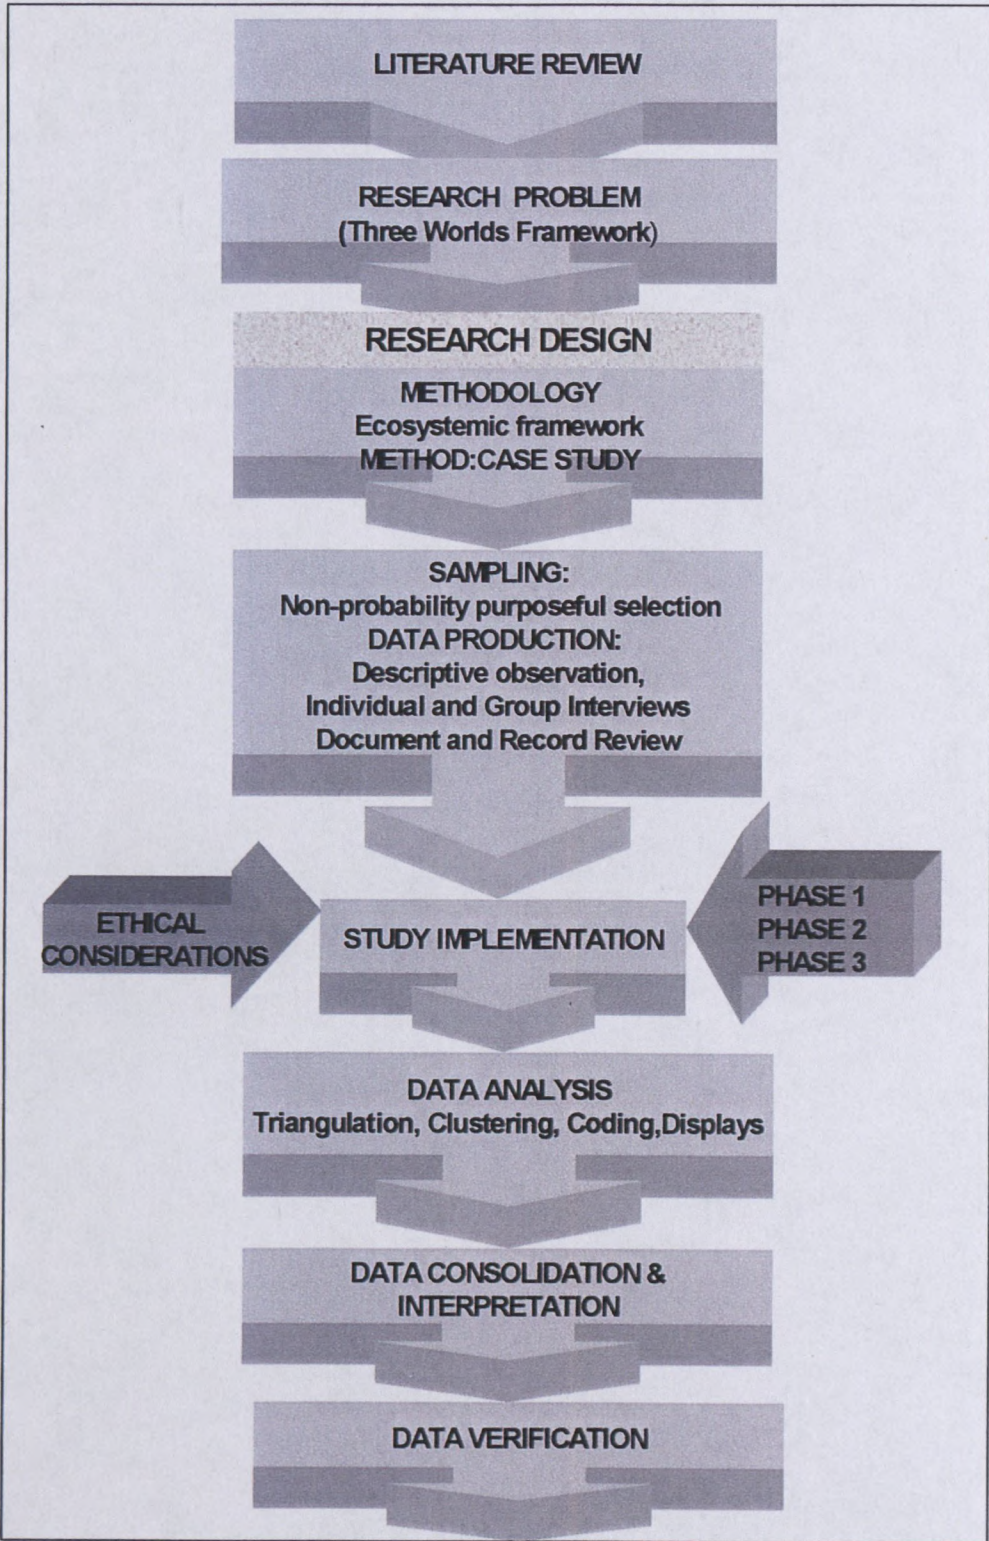 LITERATURE REVIEW
RESEARCH PROBLEM
(Three Worlds Framework)
RESEARCH DESIGN
METHODOLOGY
Ecosystemic framework
METHOD:CASE STUDY
SAMPLING:
Non-probability purposeful selection
DATA PRODUCTION:
Descriptive observation,
Individual and Group Interviews
Document and Record Review
ETHICAL
CONSIDERATIONS
STUDY IMPLEMENTATION
PHASE 1
PHASE 2
PHASE 3
DATA ANALYSIS
Triangulation, Clustering, Coding,Displays
DATA CONSOLIDATION &
INTERPRETATION
DATA VERIFICATION